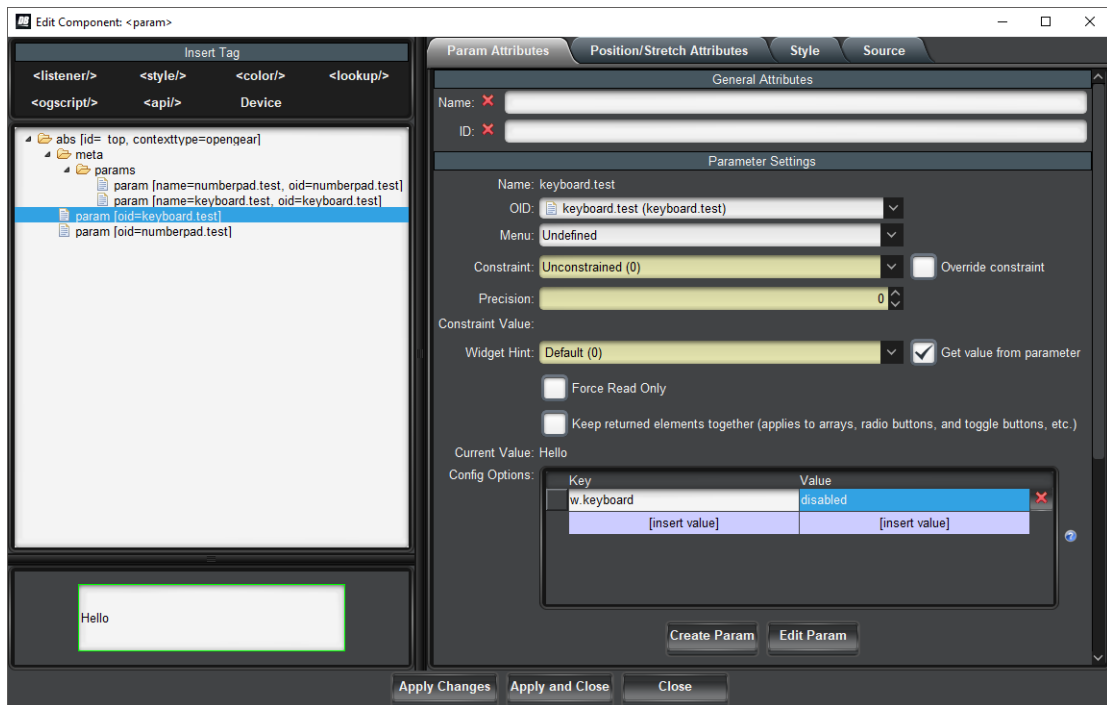 DB Edit Component: <param>
Insert Tag
<listener/> <style/> <color/> <lookup/>
<ogscript/> <api/> Device
abs [id=_top, contexttype=opengear]
meta
params
param [name=numberpad.test, oid=numberpad.test]
param [name=keyboard.test, oid=keyboard.test]
param [oid=keyboard.test]
param [oid=numberpad.test]
Hello
Param Attributes Position/Stretch Attributes Style Source
General Attributes
Name:
ID:
Parameter Settings
Name: keyboard.test
OID: keyboard.test (keyboard.test)
Menu: Undefined
Constraint: Unconstrained (0) Override constraint
Precision: 0
Constraint Value:
Widget Hint: Default (0) Get value from parameter
Force Read Only
Keep returned elements together (applies to arrays, radio buttons, and toggle buttons, etc.)
Current Value: Hello
Config Options:
Key Value
w.keyboard disabled
[insert value] [insert value]
Create Param Edit Param
Apply Changes Apply and Close Close